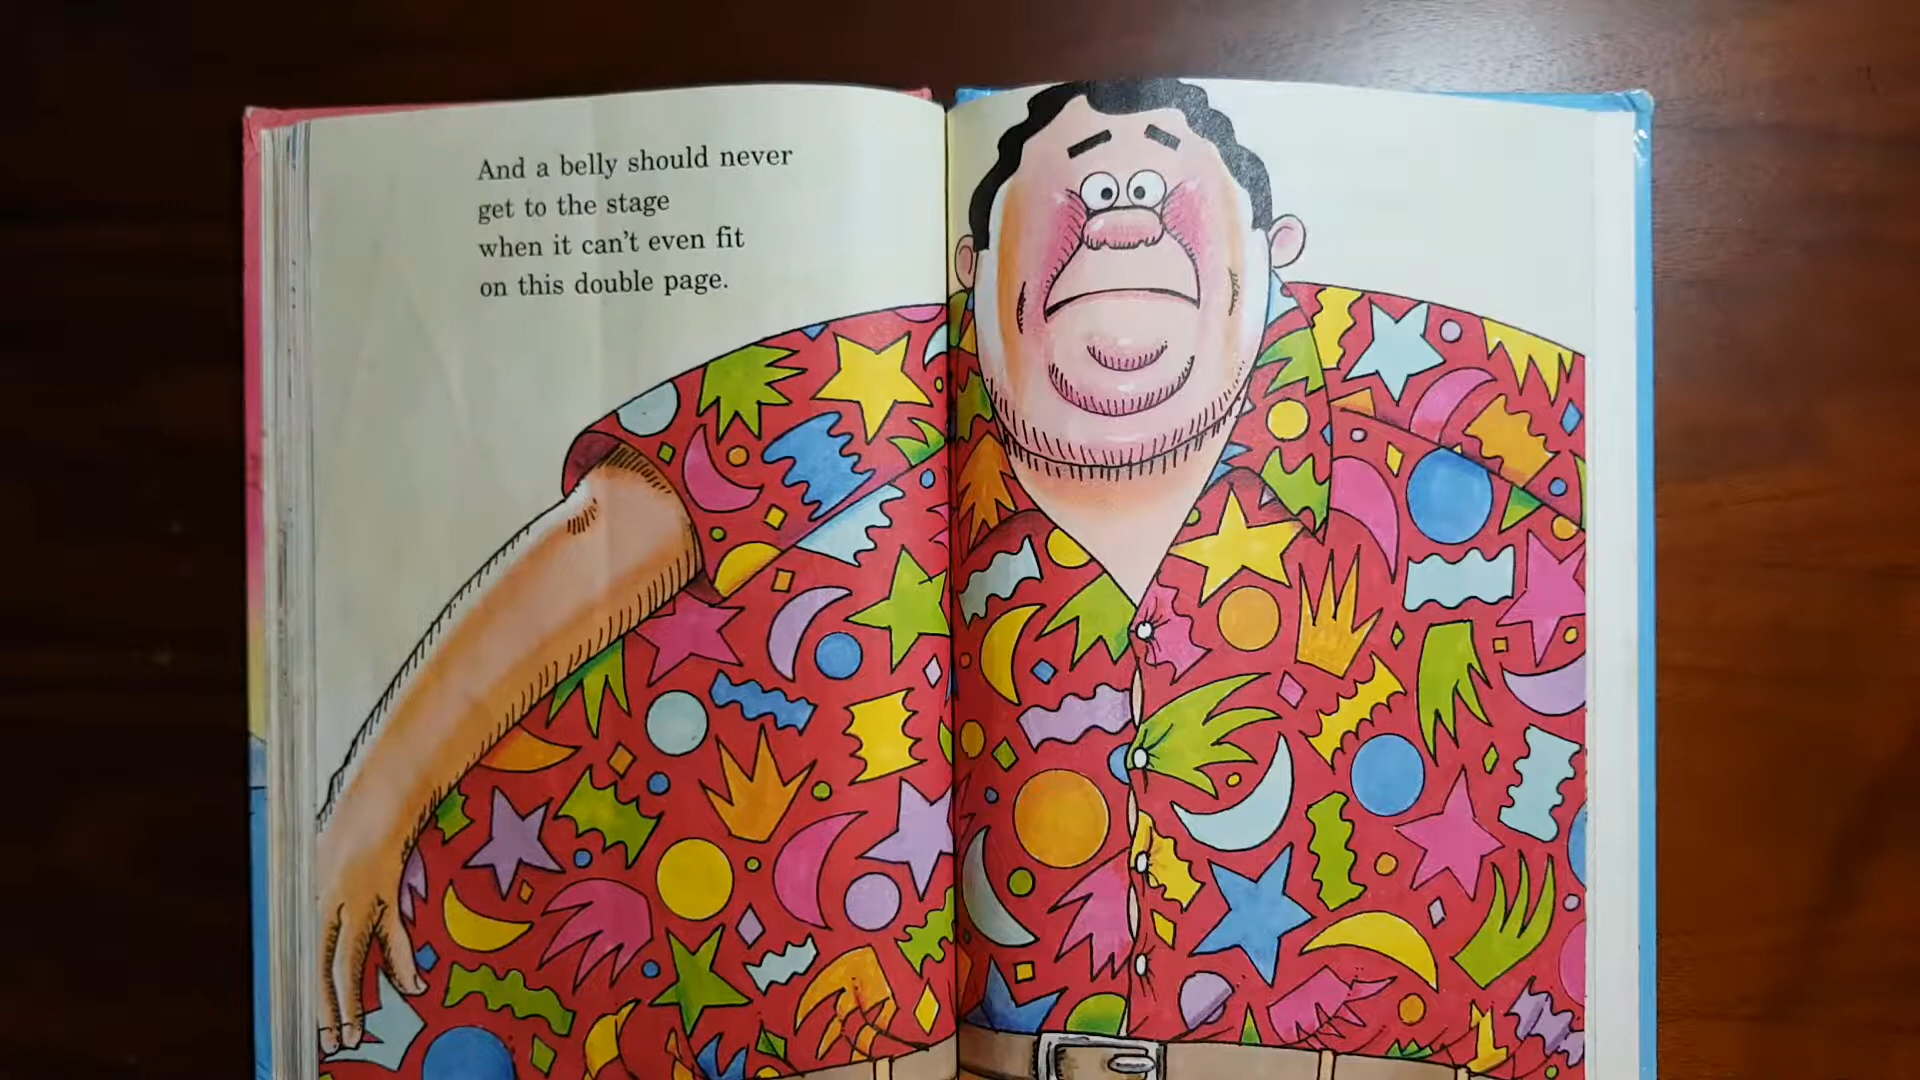 And a belly should never
get to the stage
when it can't even fit
on this double page.